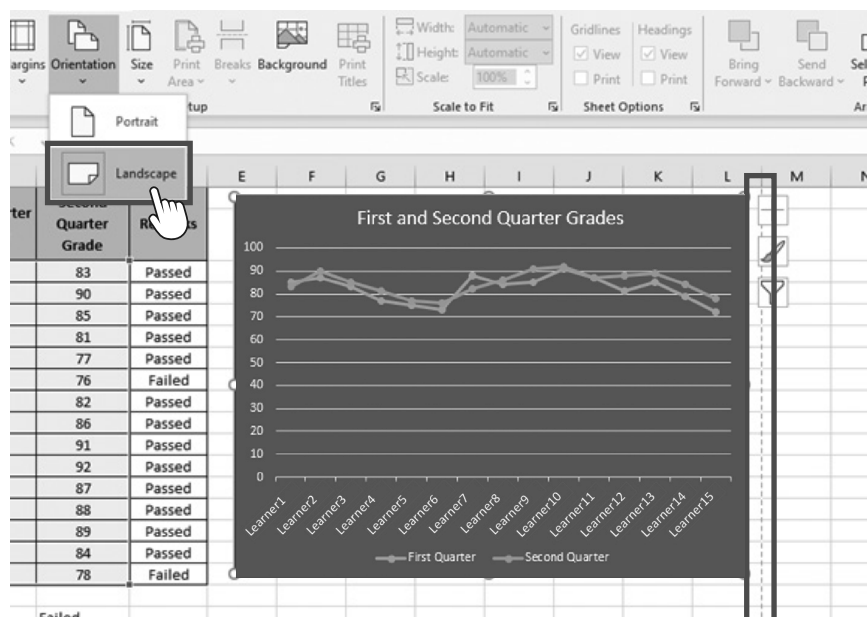 Width: Automatic
Gridlines Headings
argins Orientation Size Print Breaks Background Print
Height: Automatic
View View
Bring Send Sel
Area Titles
Scale: 100%
Print Print
Forward Backward
tup Scale to Fit Sheet Options Ar
Portrait
Landscape
E F G H I J K L M N
ter
Quarter
Grade
83 Passed
90 Passed
85 Passed
81 Passed
77 Passed
76 Failed
82 Passed
86 Passed
91 Passed
92 Passed
87 Passed
88 Passed
89 Passed
84 Passed
78 Failed
First and Second Quarter Grades
100
90
80
70
60
50
40
30
20
10
0
Learner1 Learner2 Learner3 Learner4 Learner5 Learner6 Learner7 Learner8 Learner9 Learner10 Learner11 Learner12 Learner13 Learner14 Learner15
First Quarter Second Quarter